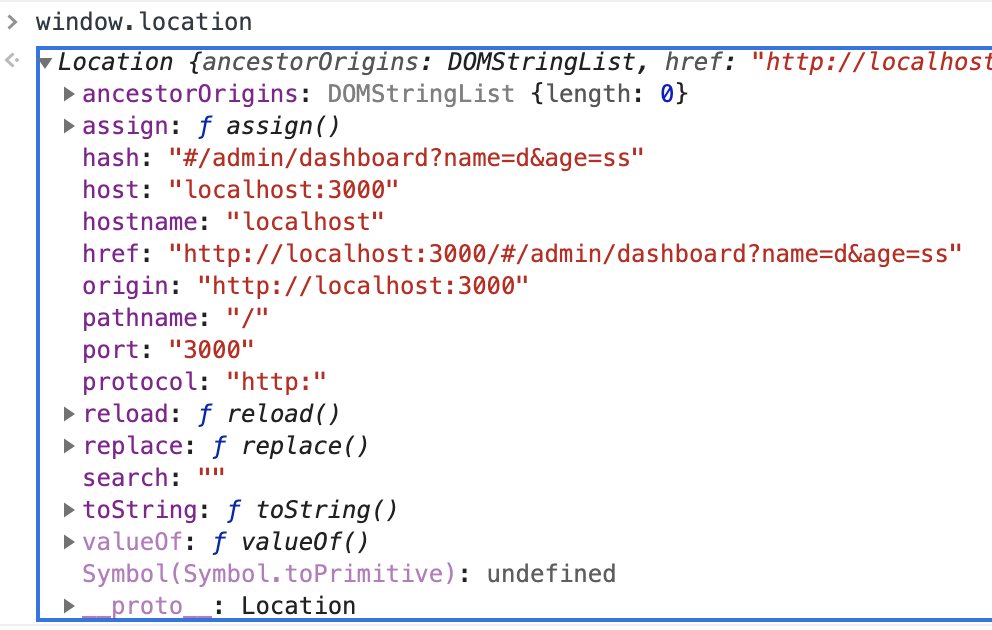 > window.location
Location {ancestorOrigins: DOMStringList, href: "http://localhost
ancestorOrigins: DOMStringList {length: 0}
assign: ƒ assign()
hash: "#/admin/dashboard?name=d&age=ss"
host: "localhost:3000"
hostname: "localhost"
href: "http://localhost:3000/#/admin/dashboard?name=d&age=ss"
origin: "http://localhost:3000"
pathname: "/"
port: "3000"
protocol: "http:"
reload: ƒ reload()
replace: ƒ replace()
search: ""
toString: ƒ toString()
valueOf: ƒ valueOf()
Symbol(Symbol.toPrimitive): undefined
__proto__: Location